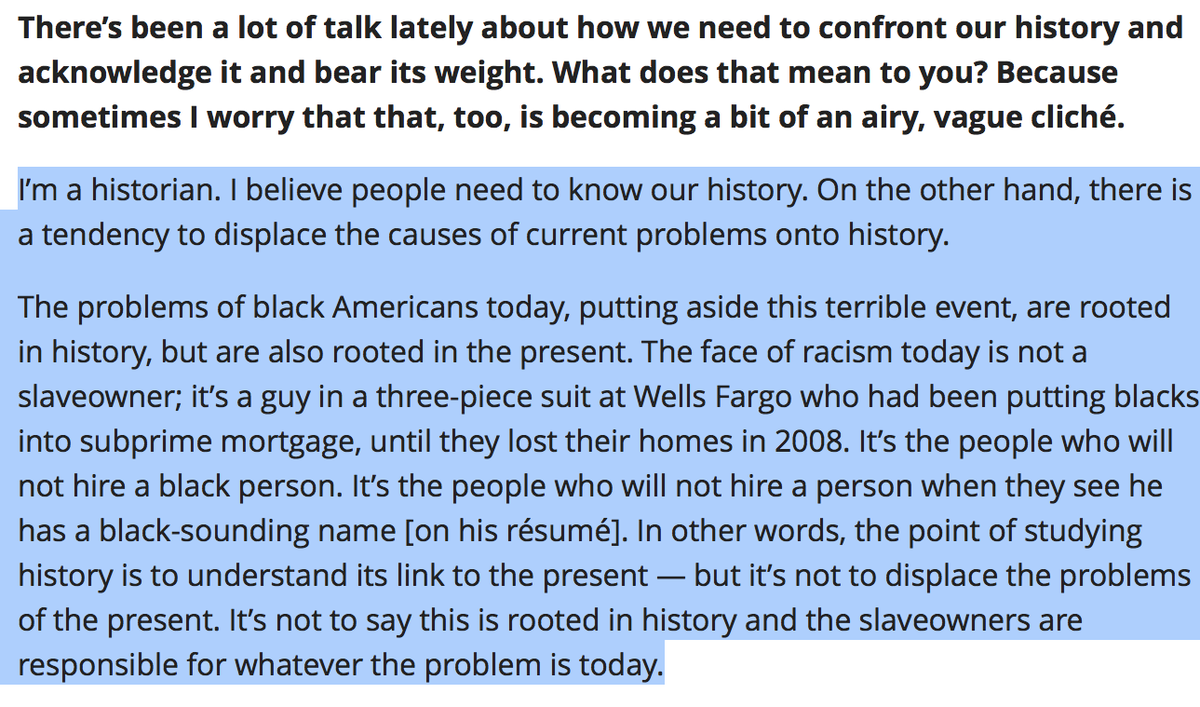 There’s been a lot of talk lately about how we need to confront our history and
acknowledge it and bear its weight. What does that mean to you? Because
sometimes I worry that that, too, is becoming a bit of an airy, vague cliché.
I’m a historian. I believe people need to know our history. On the other hand, there is
a tendency to displace the causes of current problems onto history.
The problems of black Americans today, putting aside this terrible event, are rooted
in history, but are also rooted in the present. The face of racism today is not a
slaveowner; it’s a guy in a three-piece suit at Wells Fargo who had been putting blacks
into subprime mortgage, until they lost their homes in 2008. It’s the people who will
not hire a black person. It’s the people who will not hire a person when they see he
has a black-sounding name [on his résumé]. In other words, the point of studying
history is to understand its link to the present — but it’s not to displace the problems
of the present. It’s not to say this is rooted in history and the slaveowners are
responsible for whatever the problem is today.